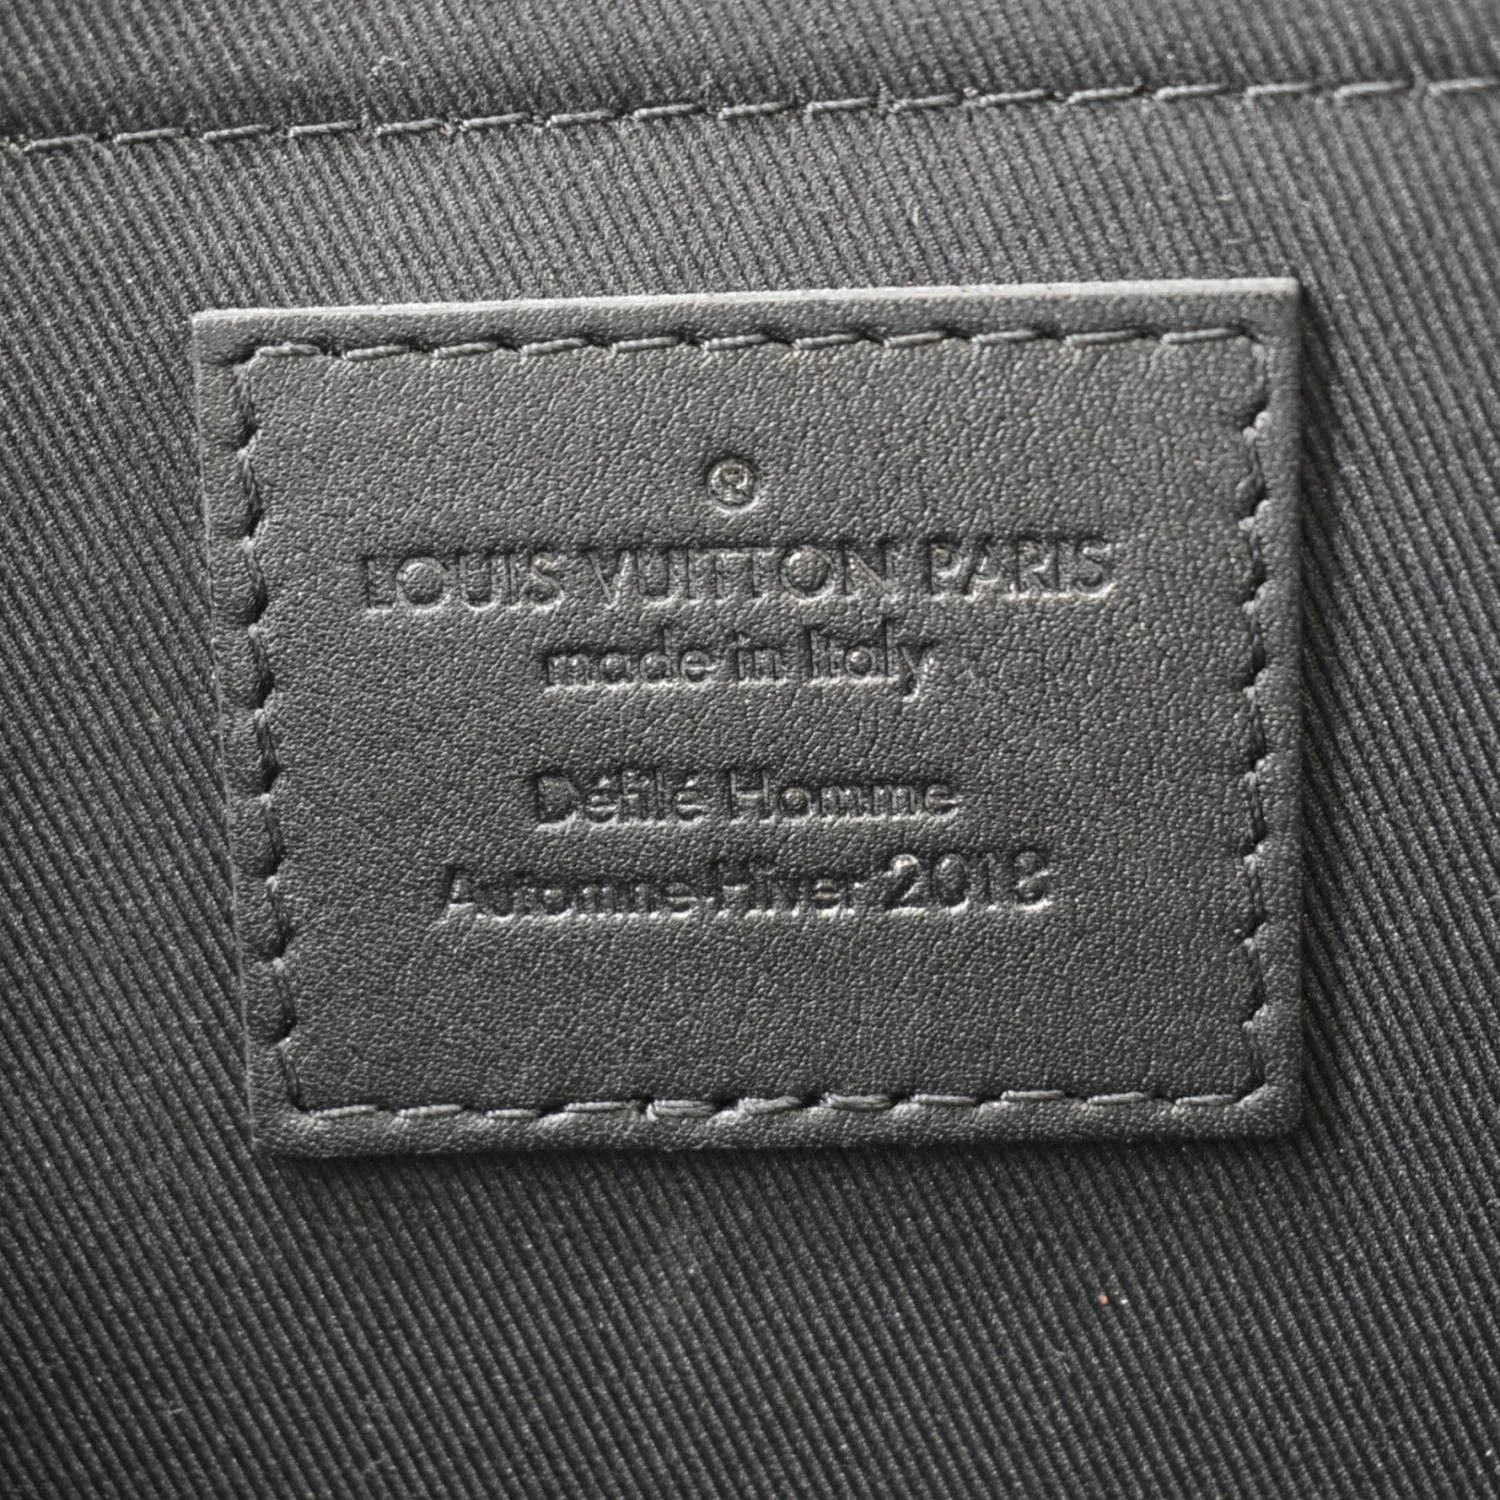 ®
LOUIS VUITTON PARIS
made in Italy
Défilé Homme
Automne-Hiver 2018